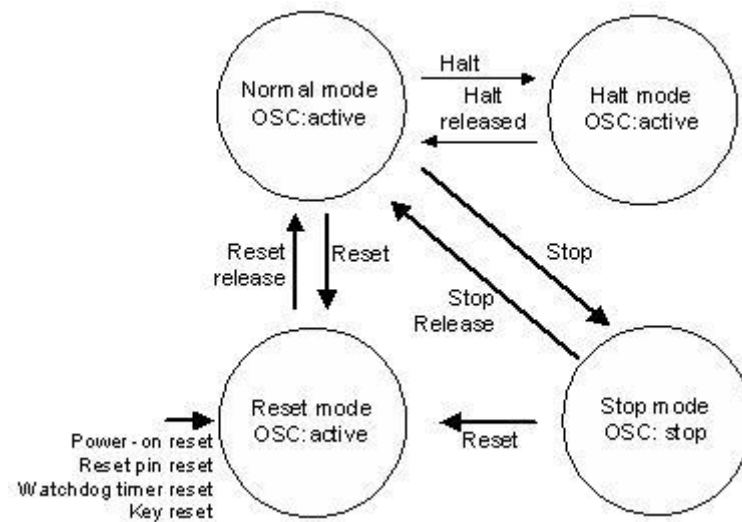 Normal mode
OSC:active
Halt
Halt
released
Halt mode
OSC:active
Reset
release
Reset
Stop
Stop
Release
Reset mode
OSC:active
Reset
Stop mode
OSC: stop
Power-on reset
Reset pin reset
Watchdog timer reset
Key reset